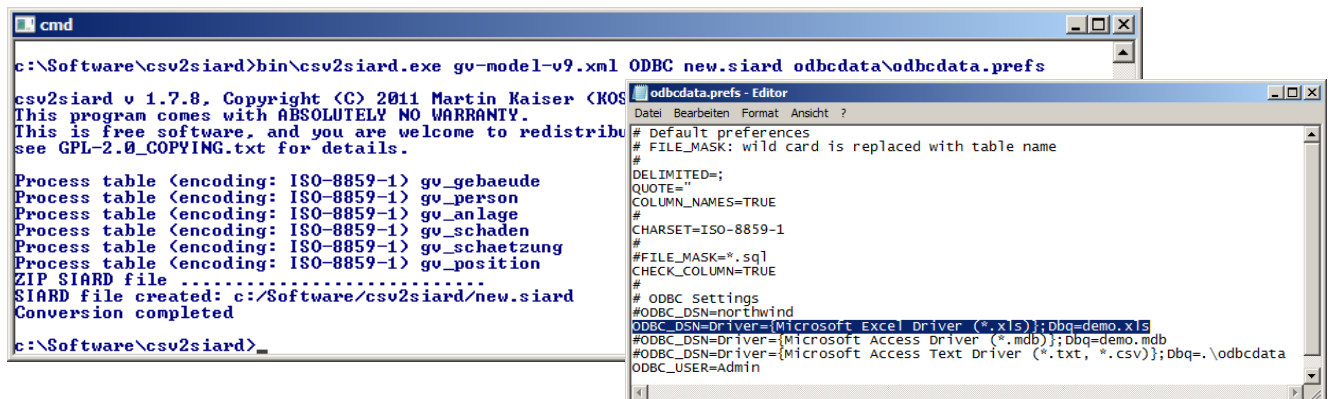 cmd
c:\Software\csv2siard>bin\csv2siard.exe gv-model-v9.xml ODBC new.siard odbcdata\odbcdata.prefs
csv2siard v 1.7.8, Copyright (C) 2011 Martin Kaiser (KOS
This program comes with ABSOLUTELY NO WARRANTY.
This is free software, and you are welcome to redistribu
see GPL-2.0_COPYING.txt for details.
Process table (encoding: ISO-8859-1) gv_gebaeude
Process table (encoding: ISO-8859-1) gv_person
Process table (encoding: ISO-8859-1) gv_anlage
Process table (encoding: ISO-8859-1) gv_schaden
Process table (encoding: ISO-8859-1) gv_schaetzung
Process table (encoding: ISO-8859-1) gv_position
ZIP SIARD file ............................
SIARD file created: c:/Software/csv2siard/new.siard
Conversion completed
c:\Software\csv2siard>_
odbcdata.prefs - Editor
Datei Bearbeiten Format Ansicht ?
# Default preferences
# FILE_MASK: wild card is replaced with table name
#
DELIMITED=;
QUOTE="
COLUMN_NAMES=TRUE
#
CHARSET=ISO-8859-1
#
#FILE_MASK=*.sql
CHECK_COLUMN=TRUE
#
# ODBC Settings
#ODBC_DSN=northwind
ODBC_DSN=Driver={Microsoft Excel Driver (*.xls)};Dbq=demo.xls
#ODBC_DSN=Driver={Microsoft Access Driver (*.mdb)};Dbq=demo.mdb
#ODBC_DSN=Driver={Microsoft Access Text Driver (*.txt, *.csv)};Dbq=.\odbcdata
ODBC_USER=Admin